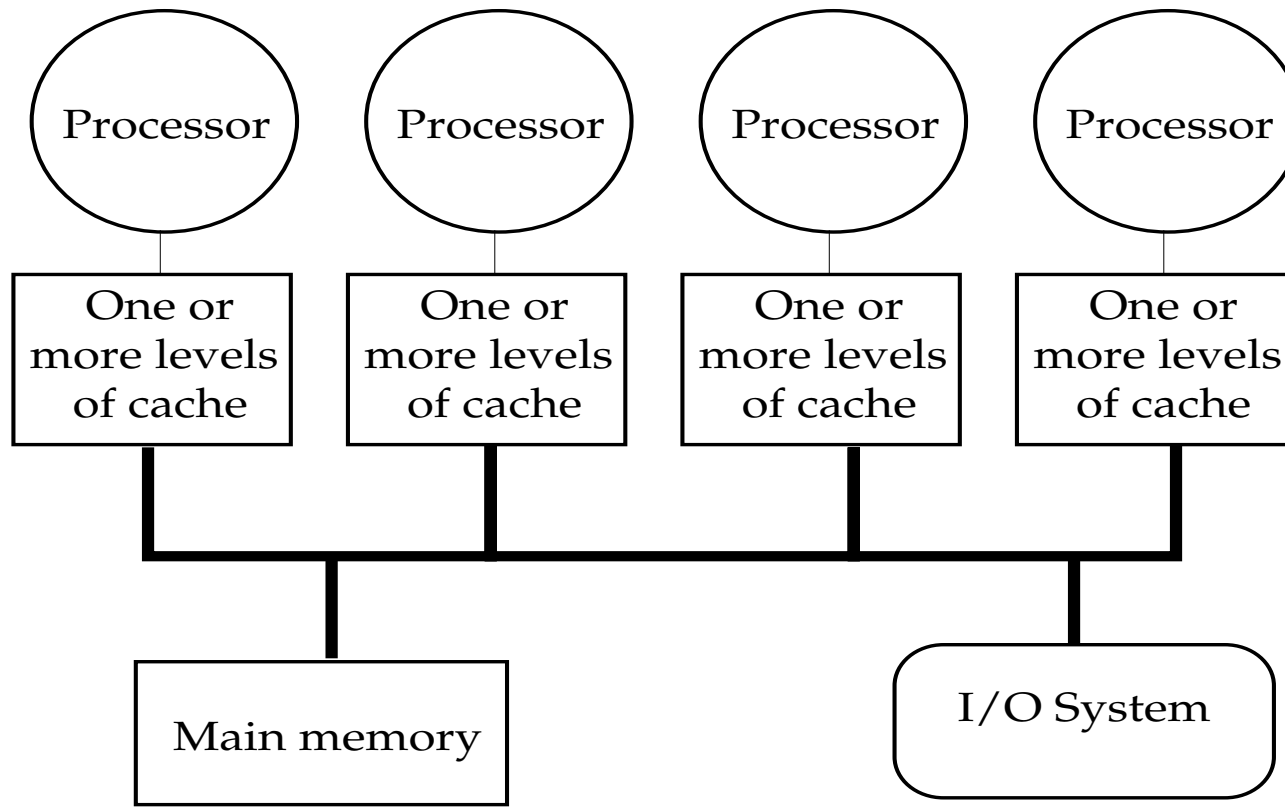 Processor
Processor
Processor
Processor
One or
more levels
of cache
One or
more levels
of cache
One or
more levels
of cache
One or
more levels
of cache
Main memory
I/O System